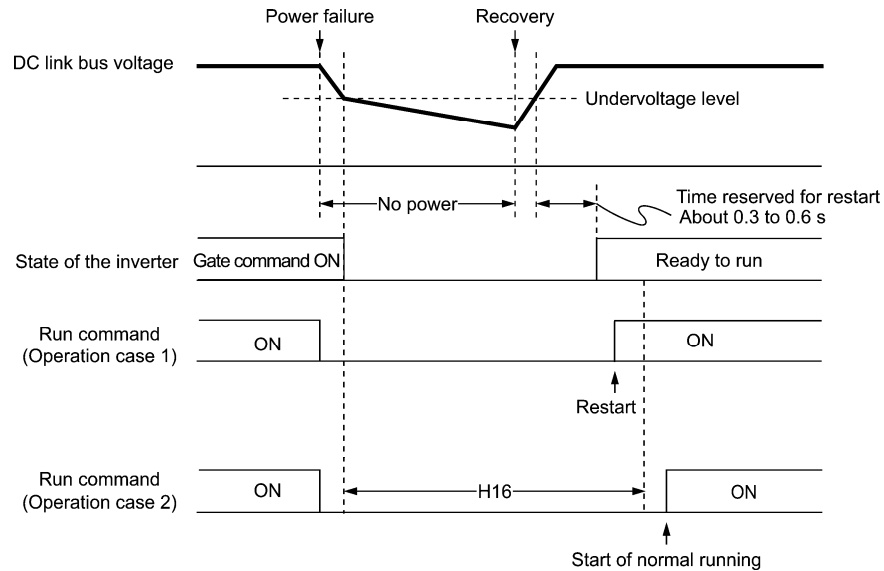 Power failure
Recovery
DC link bus voltage
Undervoltage level
No power
Time reserved for restart
About 0.3 to 0.6 s
State of the inverter
Gate command ON
Ready to run
Run command
(Operation case 1)
ON
ON
Restart
Run command
(Operation case 2)
ON
H16
ON
Start of normal running